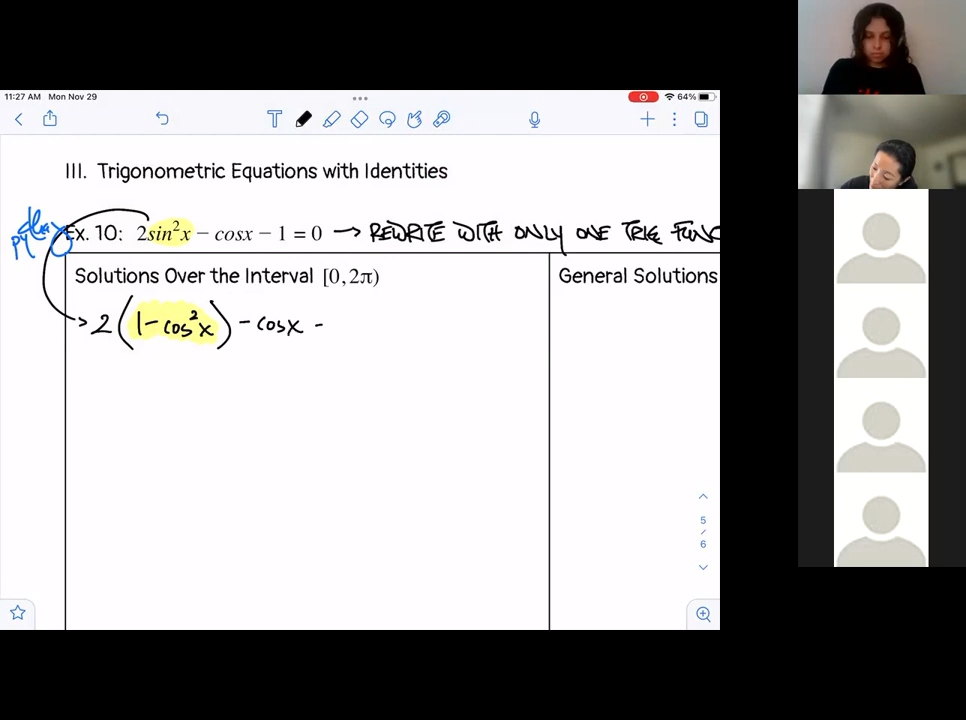 11:27 AM Mon Nov 29
64%
III. Trigonometric Equations with Identities
Ex. 10: 2sin²x − cosx − 1 = 0 → REWRITE WITH ONLY ONE TRIG FUNC
Solutions Over the Interval [0, 2π)
General Solutions
2(1 − cos²x) − cosx −
5
/
6